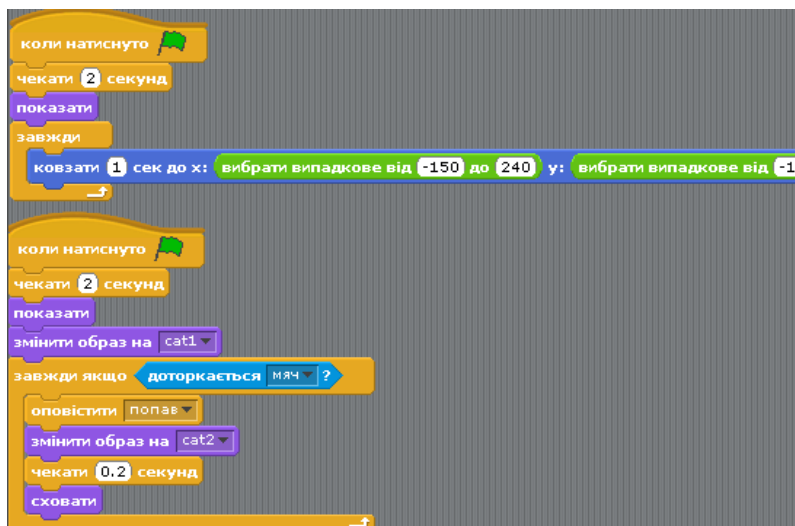 коли натиснуто
чекати 2 секунд
показати
завжди
ковзати 1 сек до x: вибрати випадкове від -150 до 240 y: вибрати випадкове від
коли натиснуто
чекати 2 секунд
показати
змінити образ на cat1
завжди якщо доторкається мяч ?
оповістити попав
змінити образ на cat2
чекати 0.2 секунд
сховати